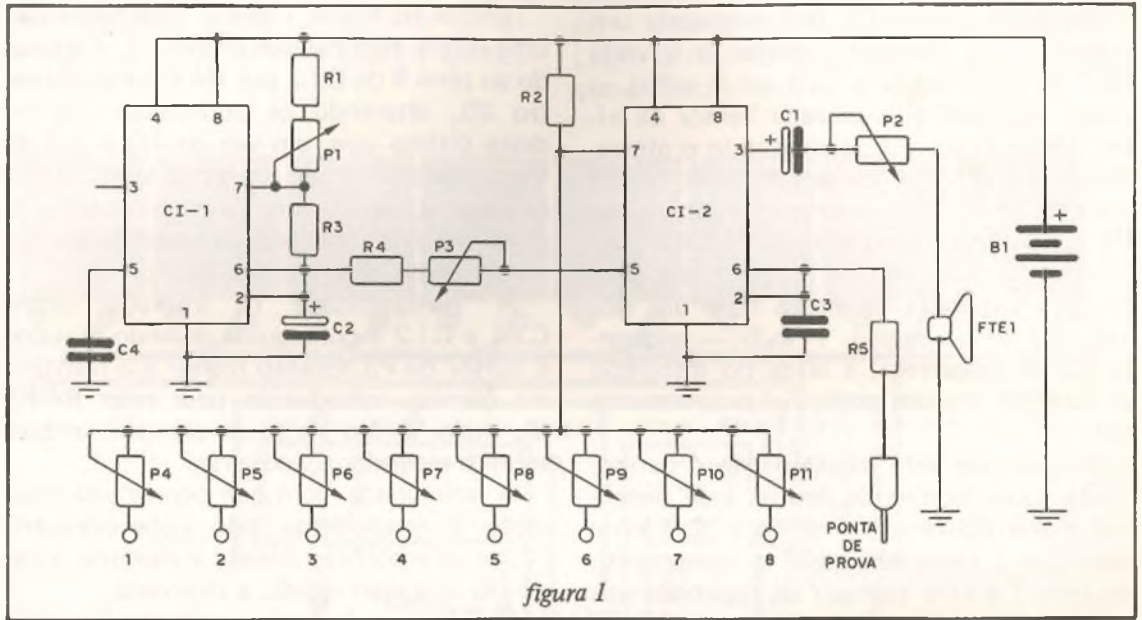 R1
R2
4 8
4 8
C1
P2
P1
+
3
7
7
3
CI-1
CI-2
+
R3
B1
R4 P3
5
6
5
6
2
+
2
C3
1
C2
1
FTE1
C4
R5
P4 P5 P6 P7 P8 P9 P10 P11
1 2 3 4 5 6 7 8
PONTA
DE
PROVA
figura 1